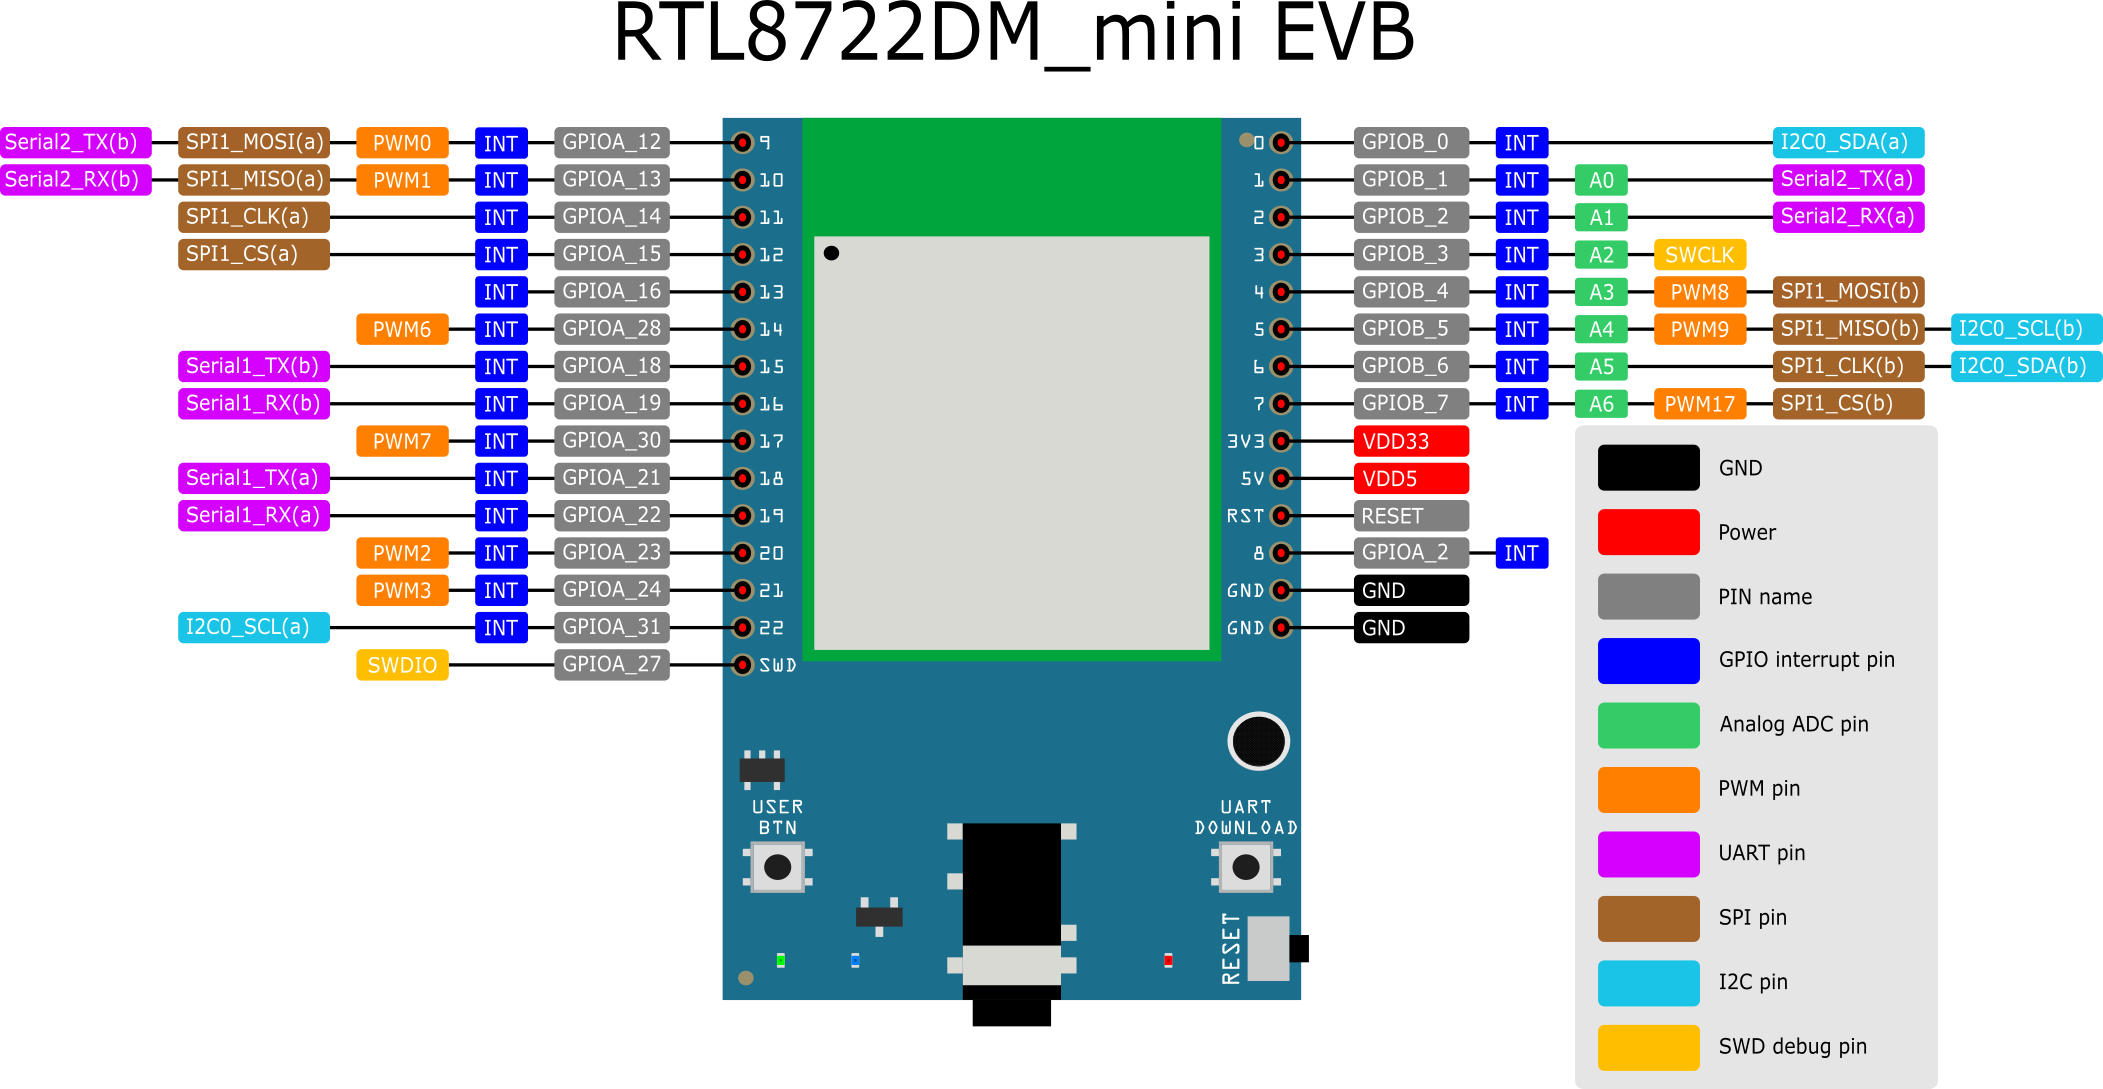 RTL8722DM_mini EVB
Serial2_TX(b) SPI1_MOSI(a) PWM0 INT GPIOA_12 9 0 GPIOB_0 INT I2C0_SDA(a)
Serial2_RX(b) SPI1_MISO(a) PWM1 INT GPIOA_13 10 1 GPIOB_1 INT A0 Serial2_TX(a)
SPI1_CLK(a) INT GPIOA_14 11 2 GPIOB_2 INT A1 Serial2_RX(a)
SPI1_CS(a) INT GPIOA_15 12 3 GPIOB_3 INT A2 SWCLK
INT GPIOA_16 13 4 GPIOB_4 INT A3 PWM8 SPI1_MOSI(b)
PWM6 INT GPIOA_28 14 5 GPIOB_5 INT A4 PWM9 SPI1_MISO(b) I2C0_SCL(b)
Serial1_TX(b) INT GPIOA_18 15 6 GPIOB_6 INT A5 SPI1_CLK(b) I2C0_SDA(b)
Serial1_RX(b) INT GPIOA_19 16 7 GPIOB_7 INT A6 PWM17 SPI1_CS(b)
PWM7 INT GPIOA_30 17 3V3 VDD33
Serial1_TX(a) INT GPIOA_21 18 5V VDD5
Serial1_RX(a) INT GPIOA_22 19 RST RESET
PWM2 INT GPIOA_23 20 8 GPIOA_2 INT
PWM3 INT GPIOA_24 21 GND GND
I2C0_SCL(a) INT GPIOA_31 22 GND GND
SWDIO GPIOA_27 SWD
USER
BTN
UART
DOWNLOAD
RESET
GND
Power
PIN name
GPIO interrupt pin
Analog ADC pin
PWM pin
UART pin
SPI pin
I2C pin
SWD debug pin